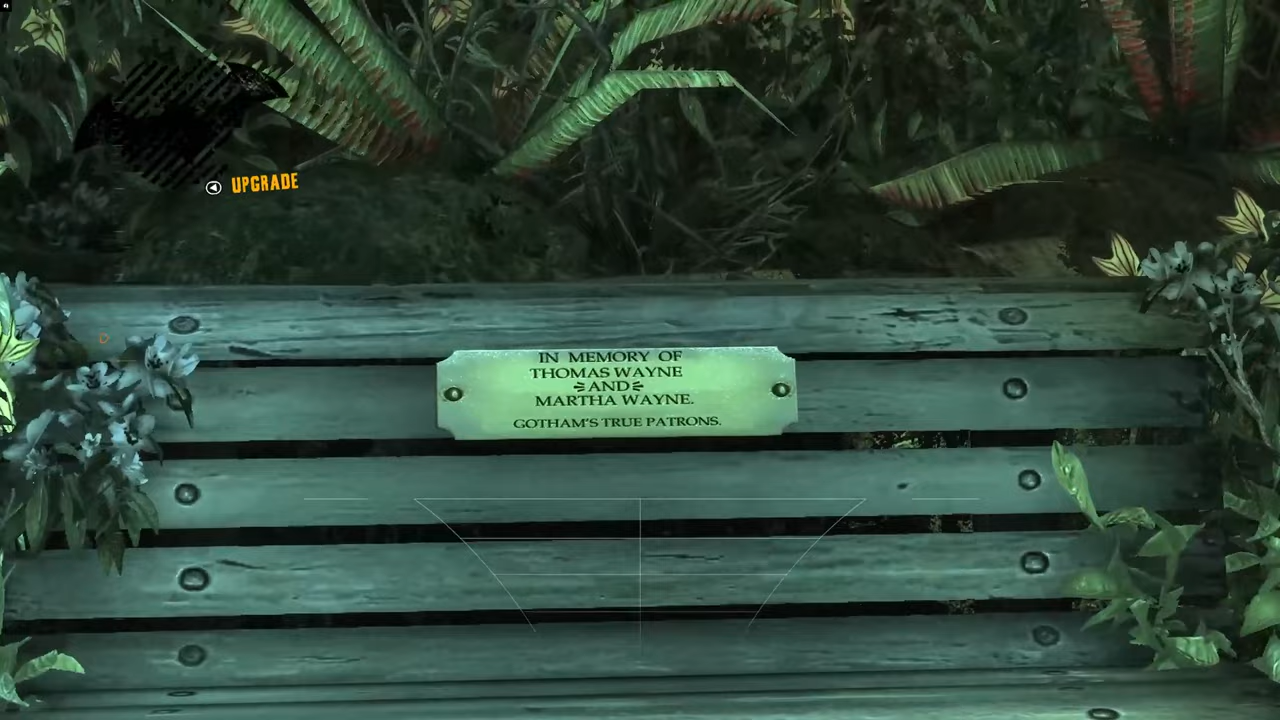 UPGRADE
IN MEMORY OF
THOMAS WAYNE
AND
MARTHA WAYNE.
GOTHAM'S TRUE PATRONS.